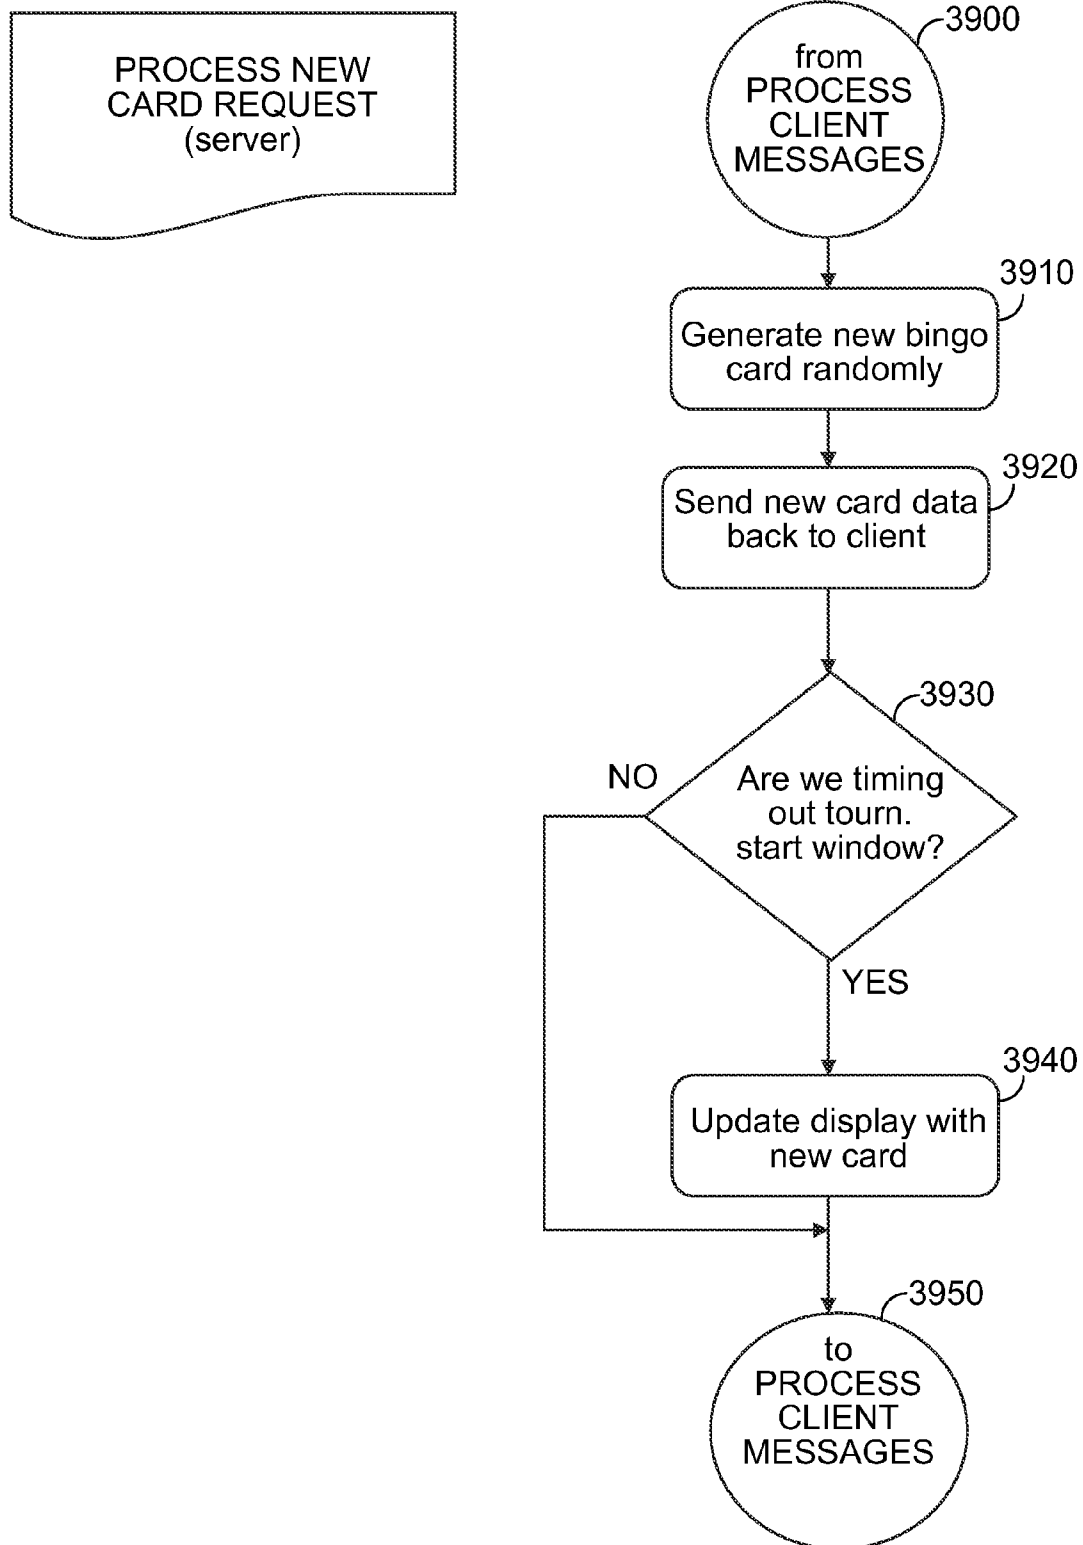 PROCESS NEW
CARD REQUEST
(server)
3900
from
PROCESS
CLIENT
MESSAGES
3910
Generate new bingo
card randomly
3920
Send new card data
back to client
3930
NO
Are we timing
out tourn.
start window?
YES
3940
Update display with
new card
3950
to
PROCESS
CLIENT
MESSAGES